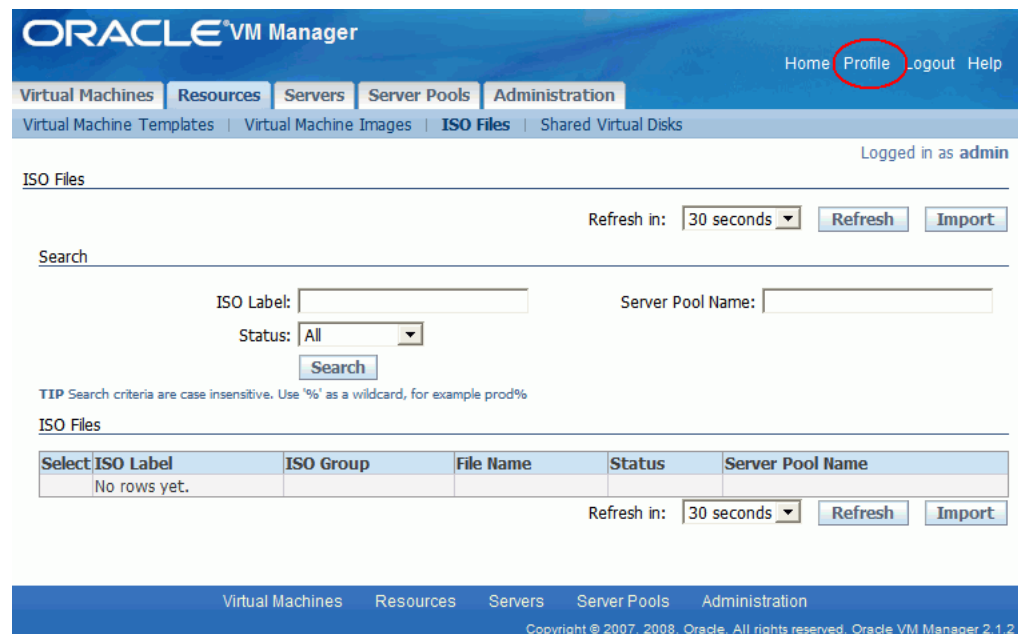 ORACLE VM Manager
Home Profile Logout Help
Virtual Machines Resources Servers Server Pools Administration
Virtual Machine Templates | Virtual Machine Images | ISO Files | Shared Virtual Disks
Logged in as admin
ISO Files
Refresh in: 30 seconds Refresh Import
Search
ISO Label: Server Pool Name:
Status: All
Search
TIP Search criteria are case insensitive. Use '%' as a wildcard, for example prod%
ISO Files
Select ISO Label ISO Group File Name Status Server Pool Name
No rows yet.
Refresh in: 30 seconds Refresh Import
Virtual Machines Resources Servers Server Pools Administration
Copyright © 2007, 2008, Oracle. All rights reserved. Oracle VM Manager 2.1.2